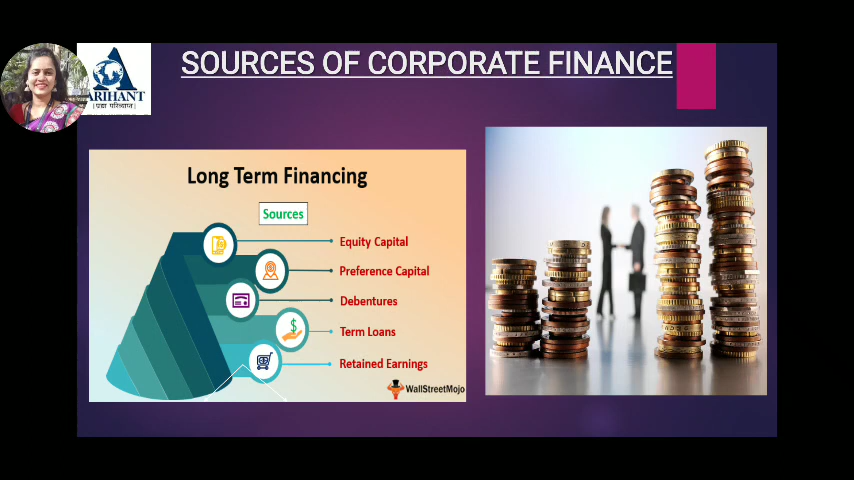 SOURCES OF CORPORATE FINANCE
ARIHANT
Long Term Financing
Sources
Equity Capital
Preference Capital
Debentures
Term Loans
Retained Earnings
WallStreetMojo